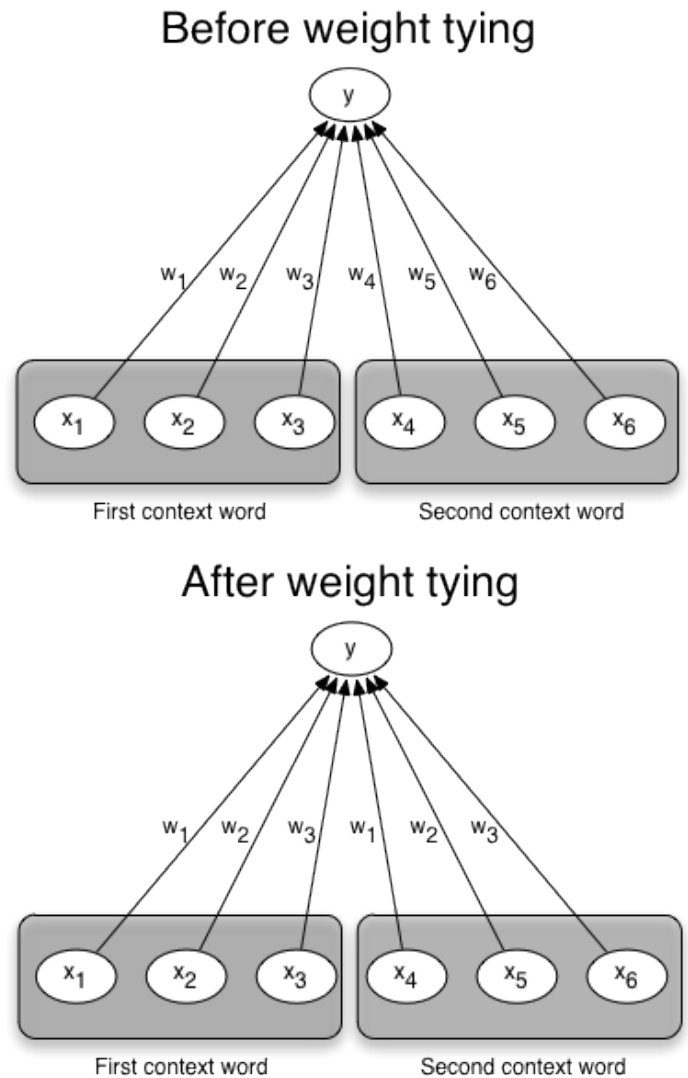 Before weight tying
y
w1 w2 w3 w4 w5 w6
x1 x2 x3 x4 x5 x6
First context word Second context word
After weight tying
y
w1 w2 w3 w1 w2 w3
x1 x2 x3 x4 x5 x6
First context word Second context word